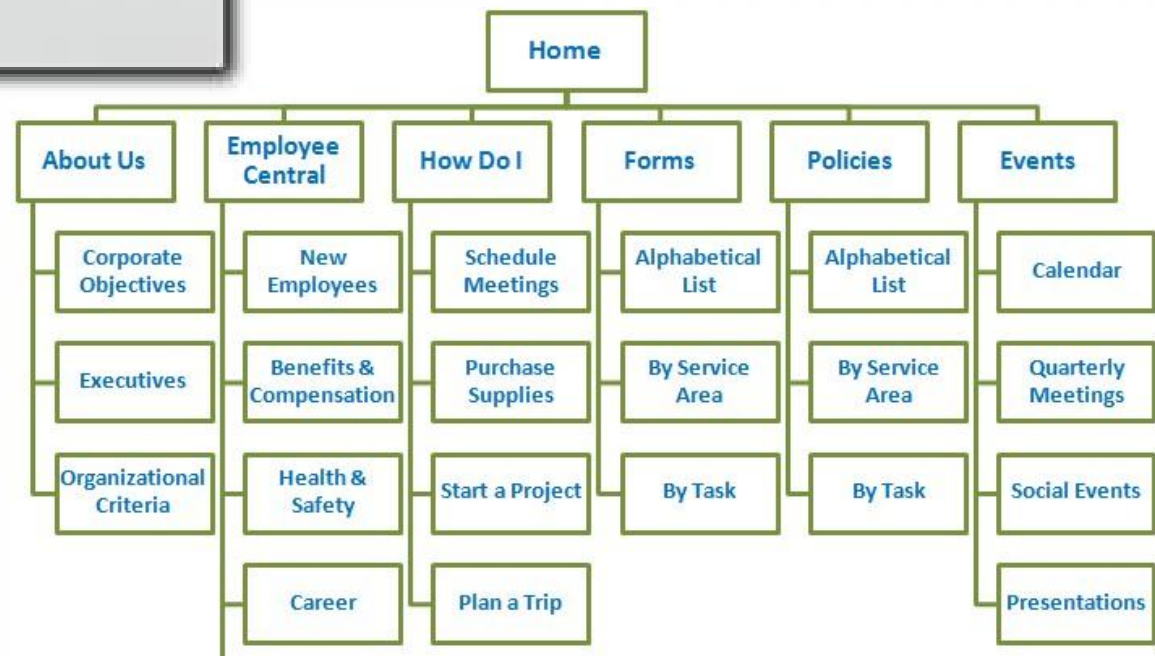 Home
About Us
Employee
Central
How Do I
Forms
Policies
Events
Corporate
Objectives
Executives
Organizational
Criteria
New
Employees
Benefits &
Compensation
Health &
Safety
Career
Schedule
Meetings
Purchase
Supplies
Start a Project
Plan a Trip
Alphabetical
List
By Service
Area
By Task
Alphabetical
List
By Service
Area
By Task
Calendar
Quarterly
Meetings
Social Events
Presentations